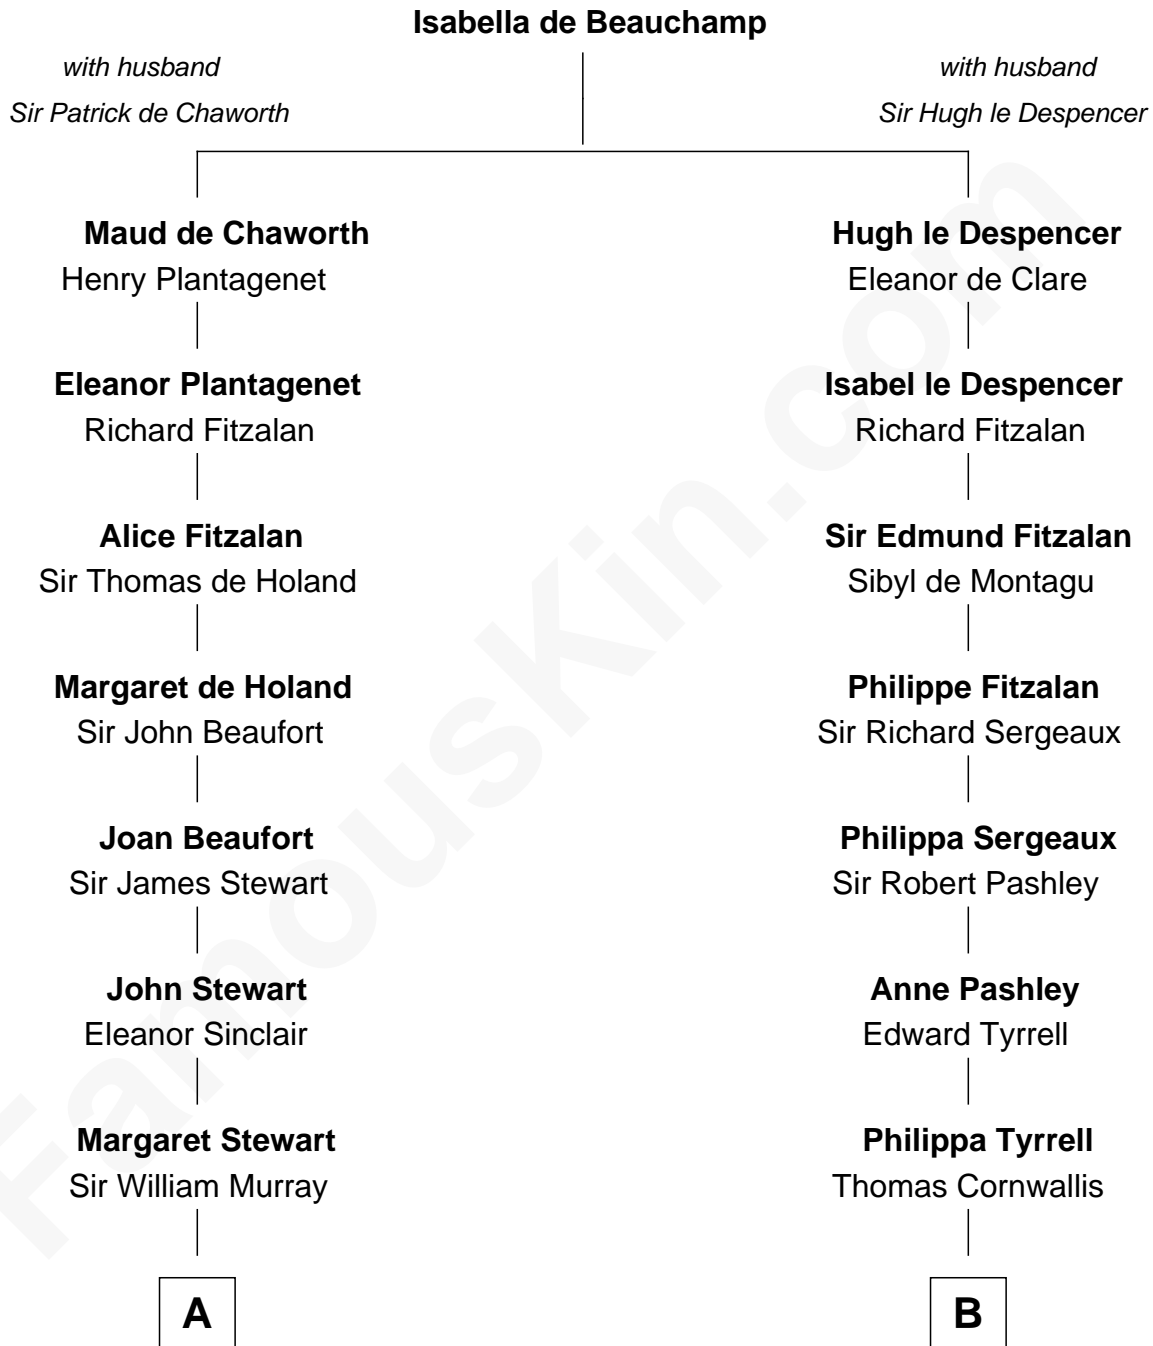 Isabella de Beauchamp
with husband
Sir Patrick de Chaworth
with husband
Sir Hugh le Despencer
Maud de Chaworth
Henry Plantagenet
Hugh le Despencer
Eleanor de Clare
Eleanor Plantagenet
Richard Fitzalan
Isabel le Despencer
Richard Fitzalan
Alice Fitzalan
Sir Thomas de Holand
Sir Edmund Fitzalan
Sibyl de Montagu
Margaret de Holand
Sir John Beaufort
Philippe Fitzalan
Sir Richard Sergeaux
Joan Beaufort
Sir James Stewart
Philippa Sergeaux
Sir Robert Pashley
John Stewart
Eleanor Sinclair
Anne Pashley
Edward Tyrrell
Margaret Stewart
Sir William Murray
Philippa Tyrrell
Thomas Cornwallis
A
B
FamousKin.com